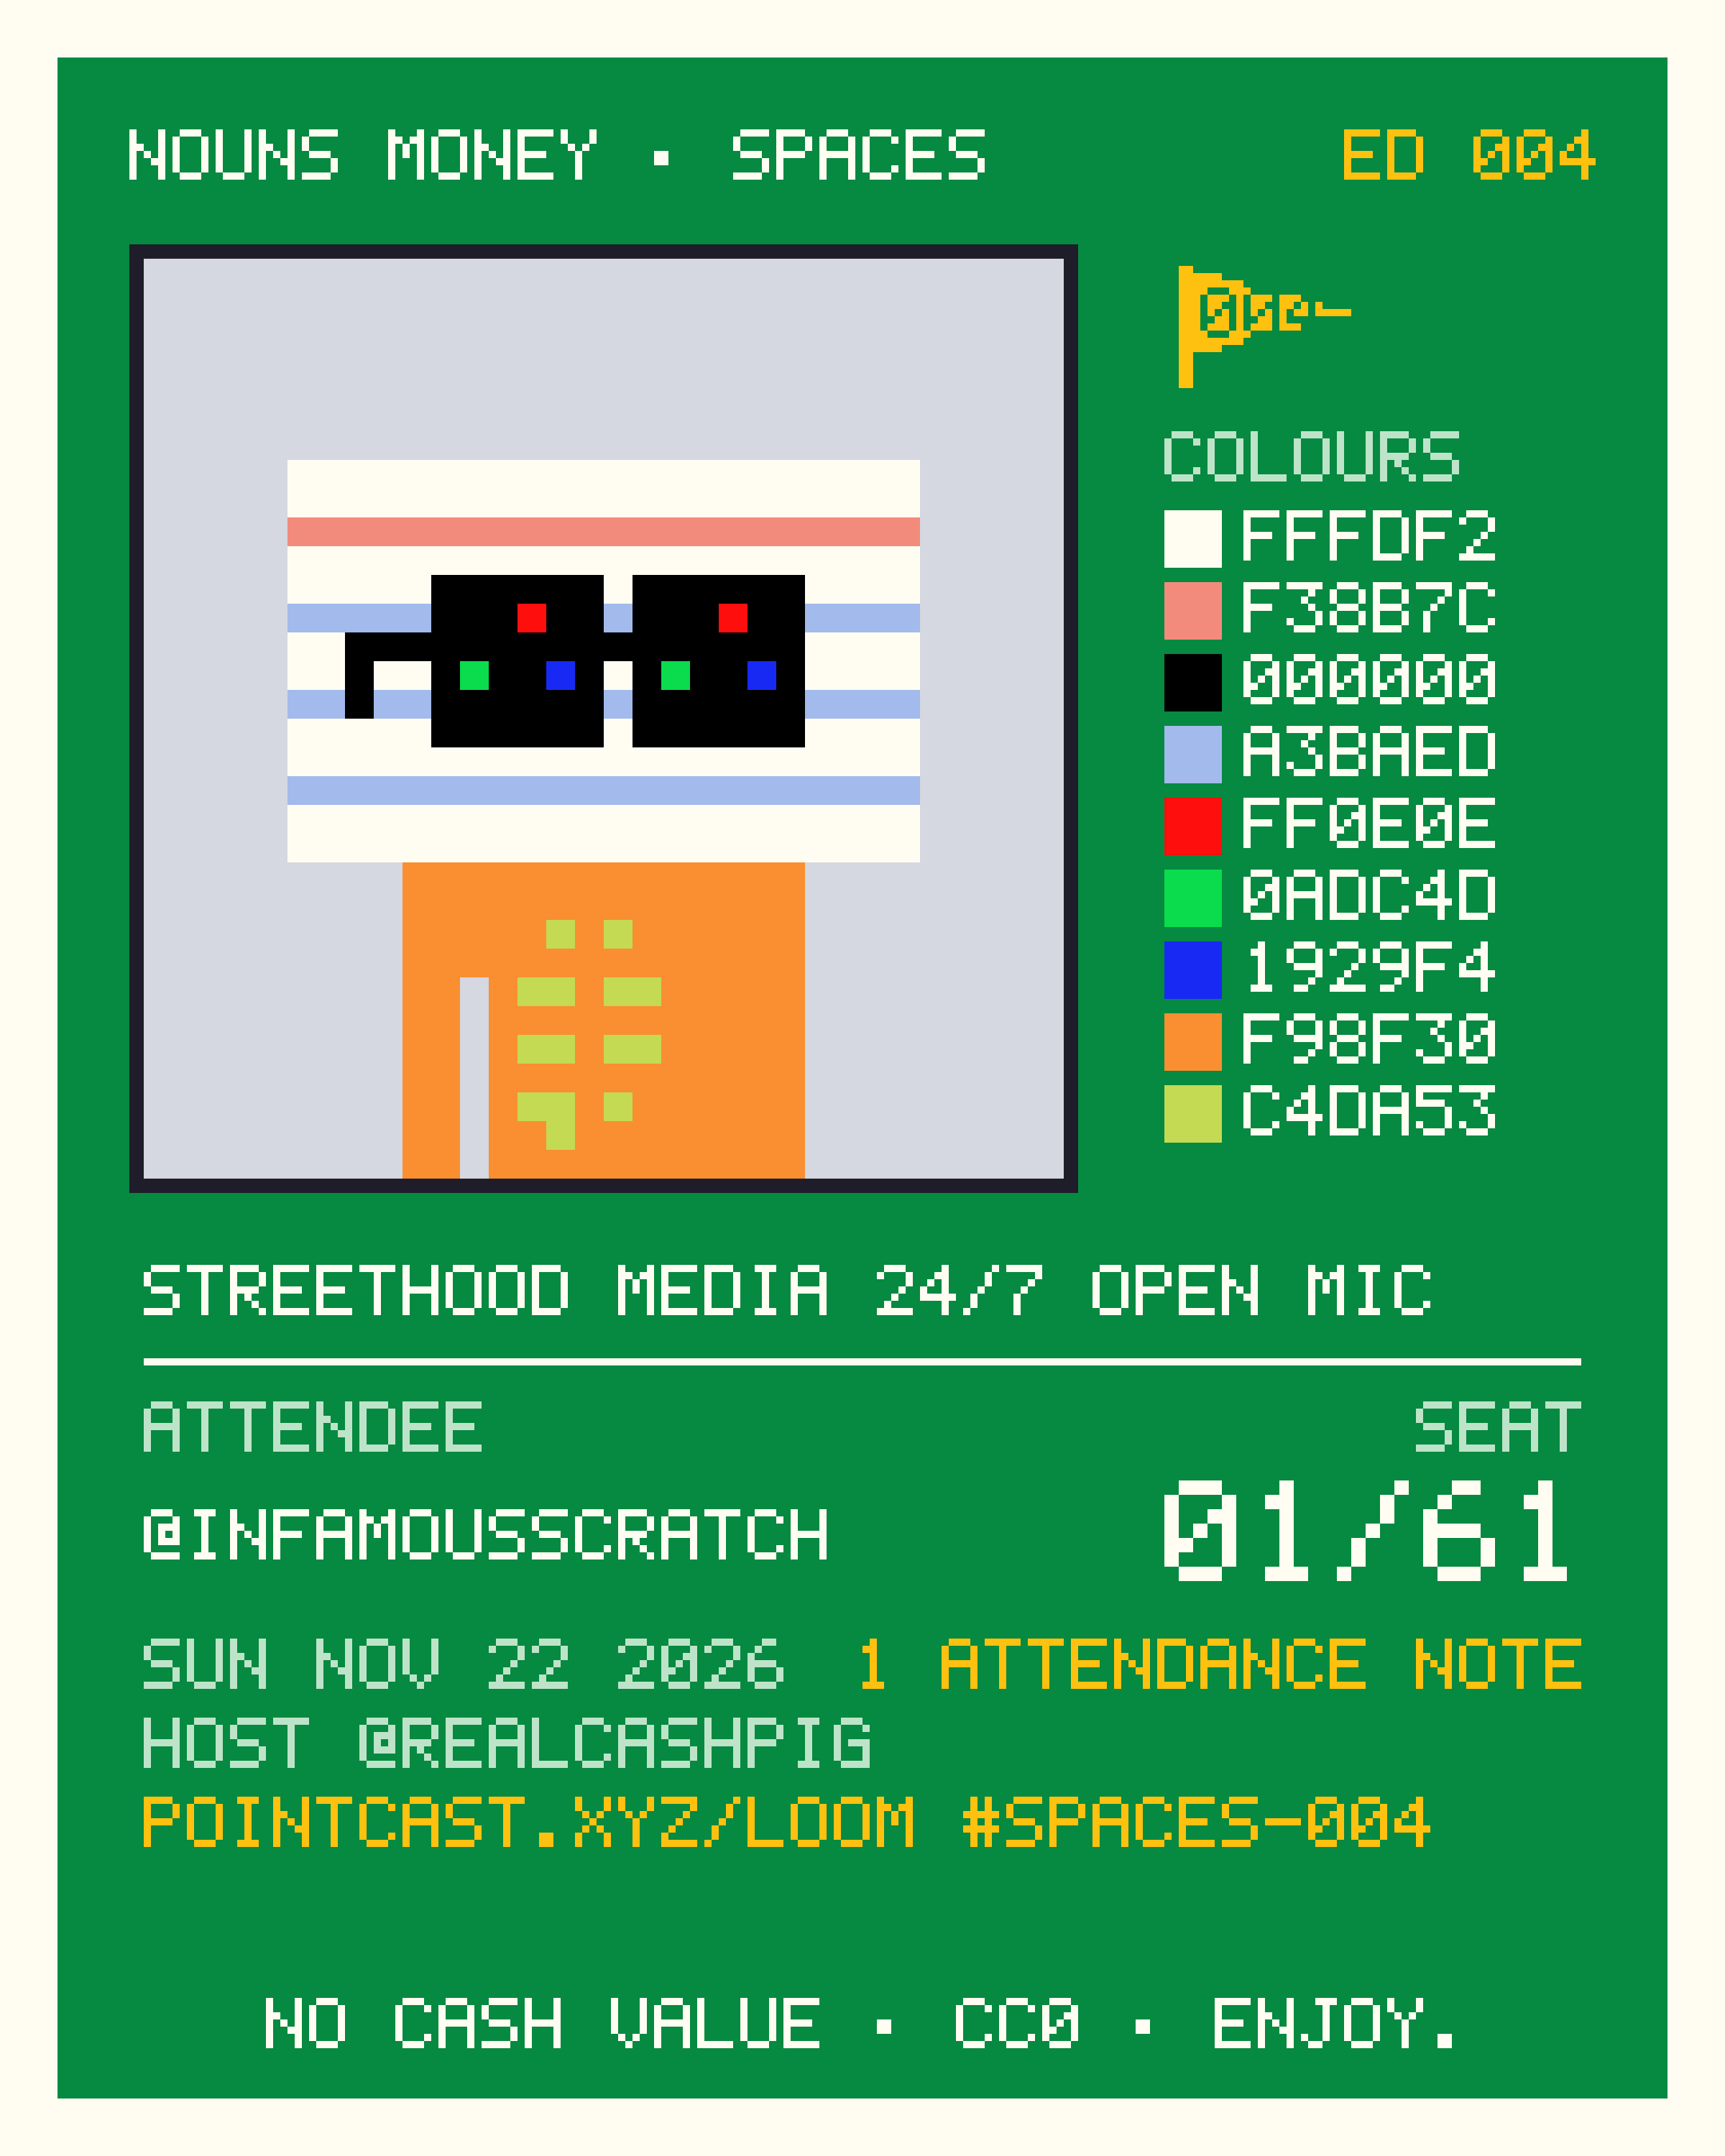 NOUNS MONEY · SPACES
ED 004
COLOURS
FFFDF2
F38B7C
000000
A3BAED
FF0E0E
0ADC4D
1929F4
F98F30
C4DA53
STREETHOOD MEDIA 24/7 OPEN MIC
ATTENDEE
SEAT
@INFAMOUSSCRATCH
01/61
SUN NOV 22 2026
1 ATTENDANCE NOTE
HOST @REALCASHPIG
POINTCAST.XYZ/LOOM #SPACES-004
NO CASH VALUE · CC0 · ENJOY.